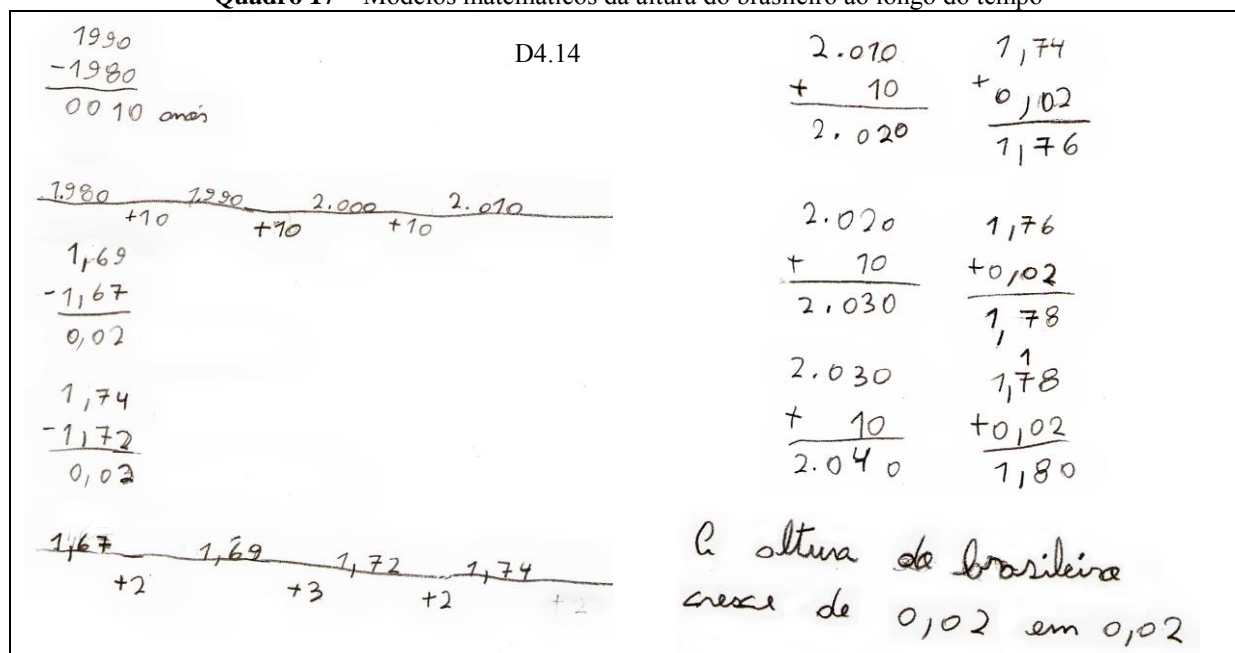 Quadro 17 – Modelos matemáticos da altura do brasileiro ao longo do tempo
D4.14
1990
-1980
0010 anos
1.980 1.990 2.000 2.010
+10 +10 +10
1,69
-1,67
0,02
1,74
-1,72
0,02
1,67 1,69 1,72 1,74
+2 +3 +2 +2
2.010 1,74
+ 10 +0,02
2.020 1,76
2.020 1,76
+ 10 +0,02
2.030 1,78
1
2.030 1,78
+ 10 +0,02
2.040 1,80
A altura do brasileiro
cresce de 0,02 em 0,02